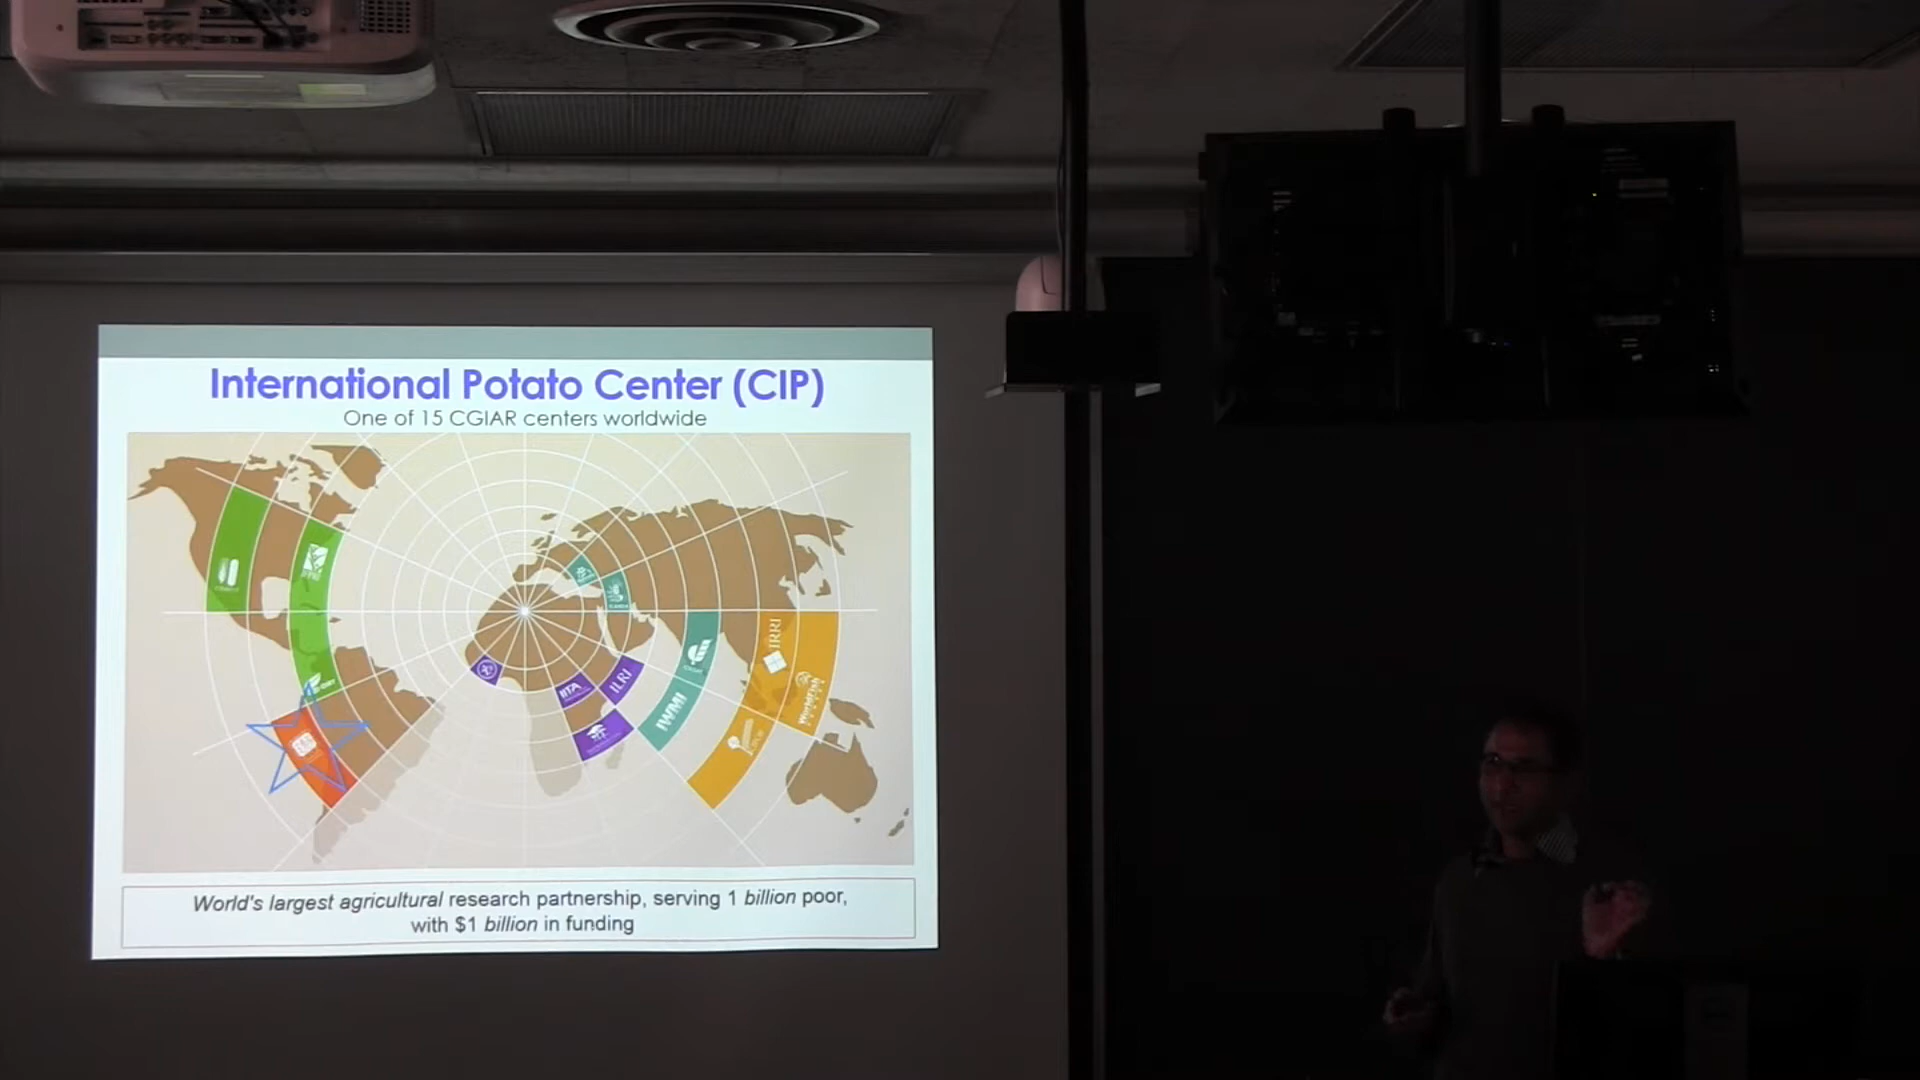 International Potato Center (CIP)
One of 15 CGIAR centers worldwide
IITA
ILRI
IWMI
IRRI
WorldFish
World's largest agricultural research partnership, serving 1 billion poor,
with $1 billion in funding